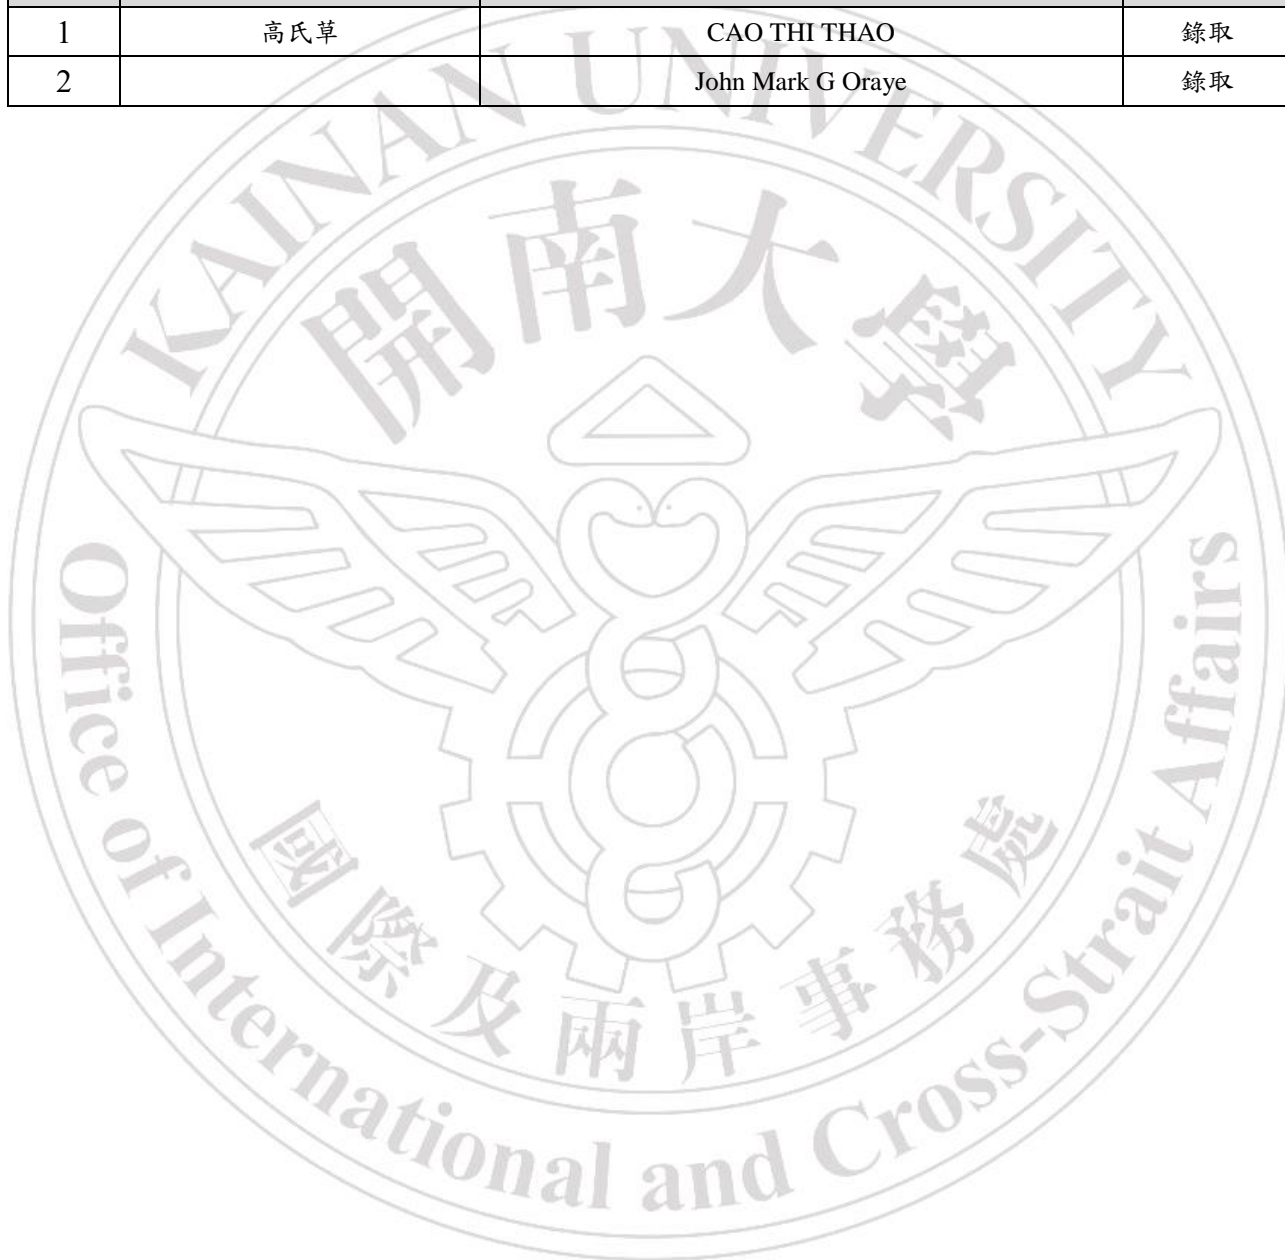 1 高氏草 CAO THI THAO 錄取
2 John Mark G Oraye 錄取
KAINAN UNIVERSITY
開南大學
國際及兩岸事務處
Office of International and Cross-Strait Affairs